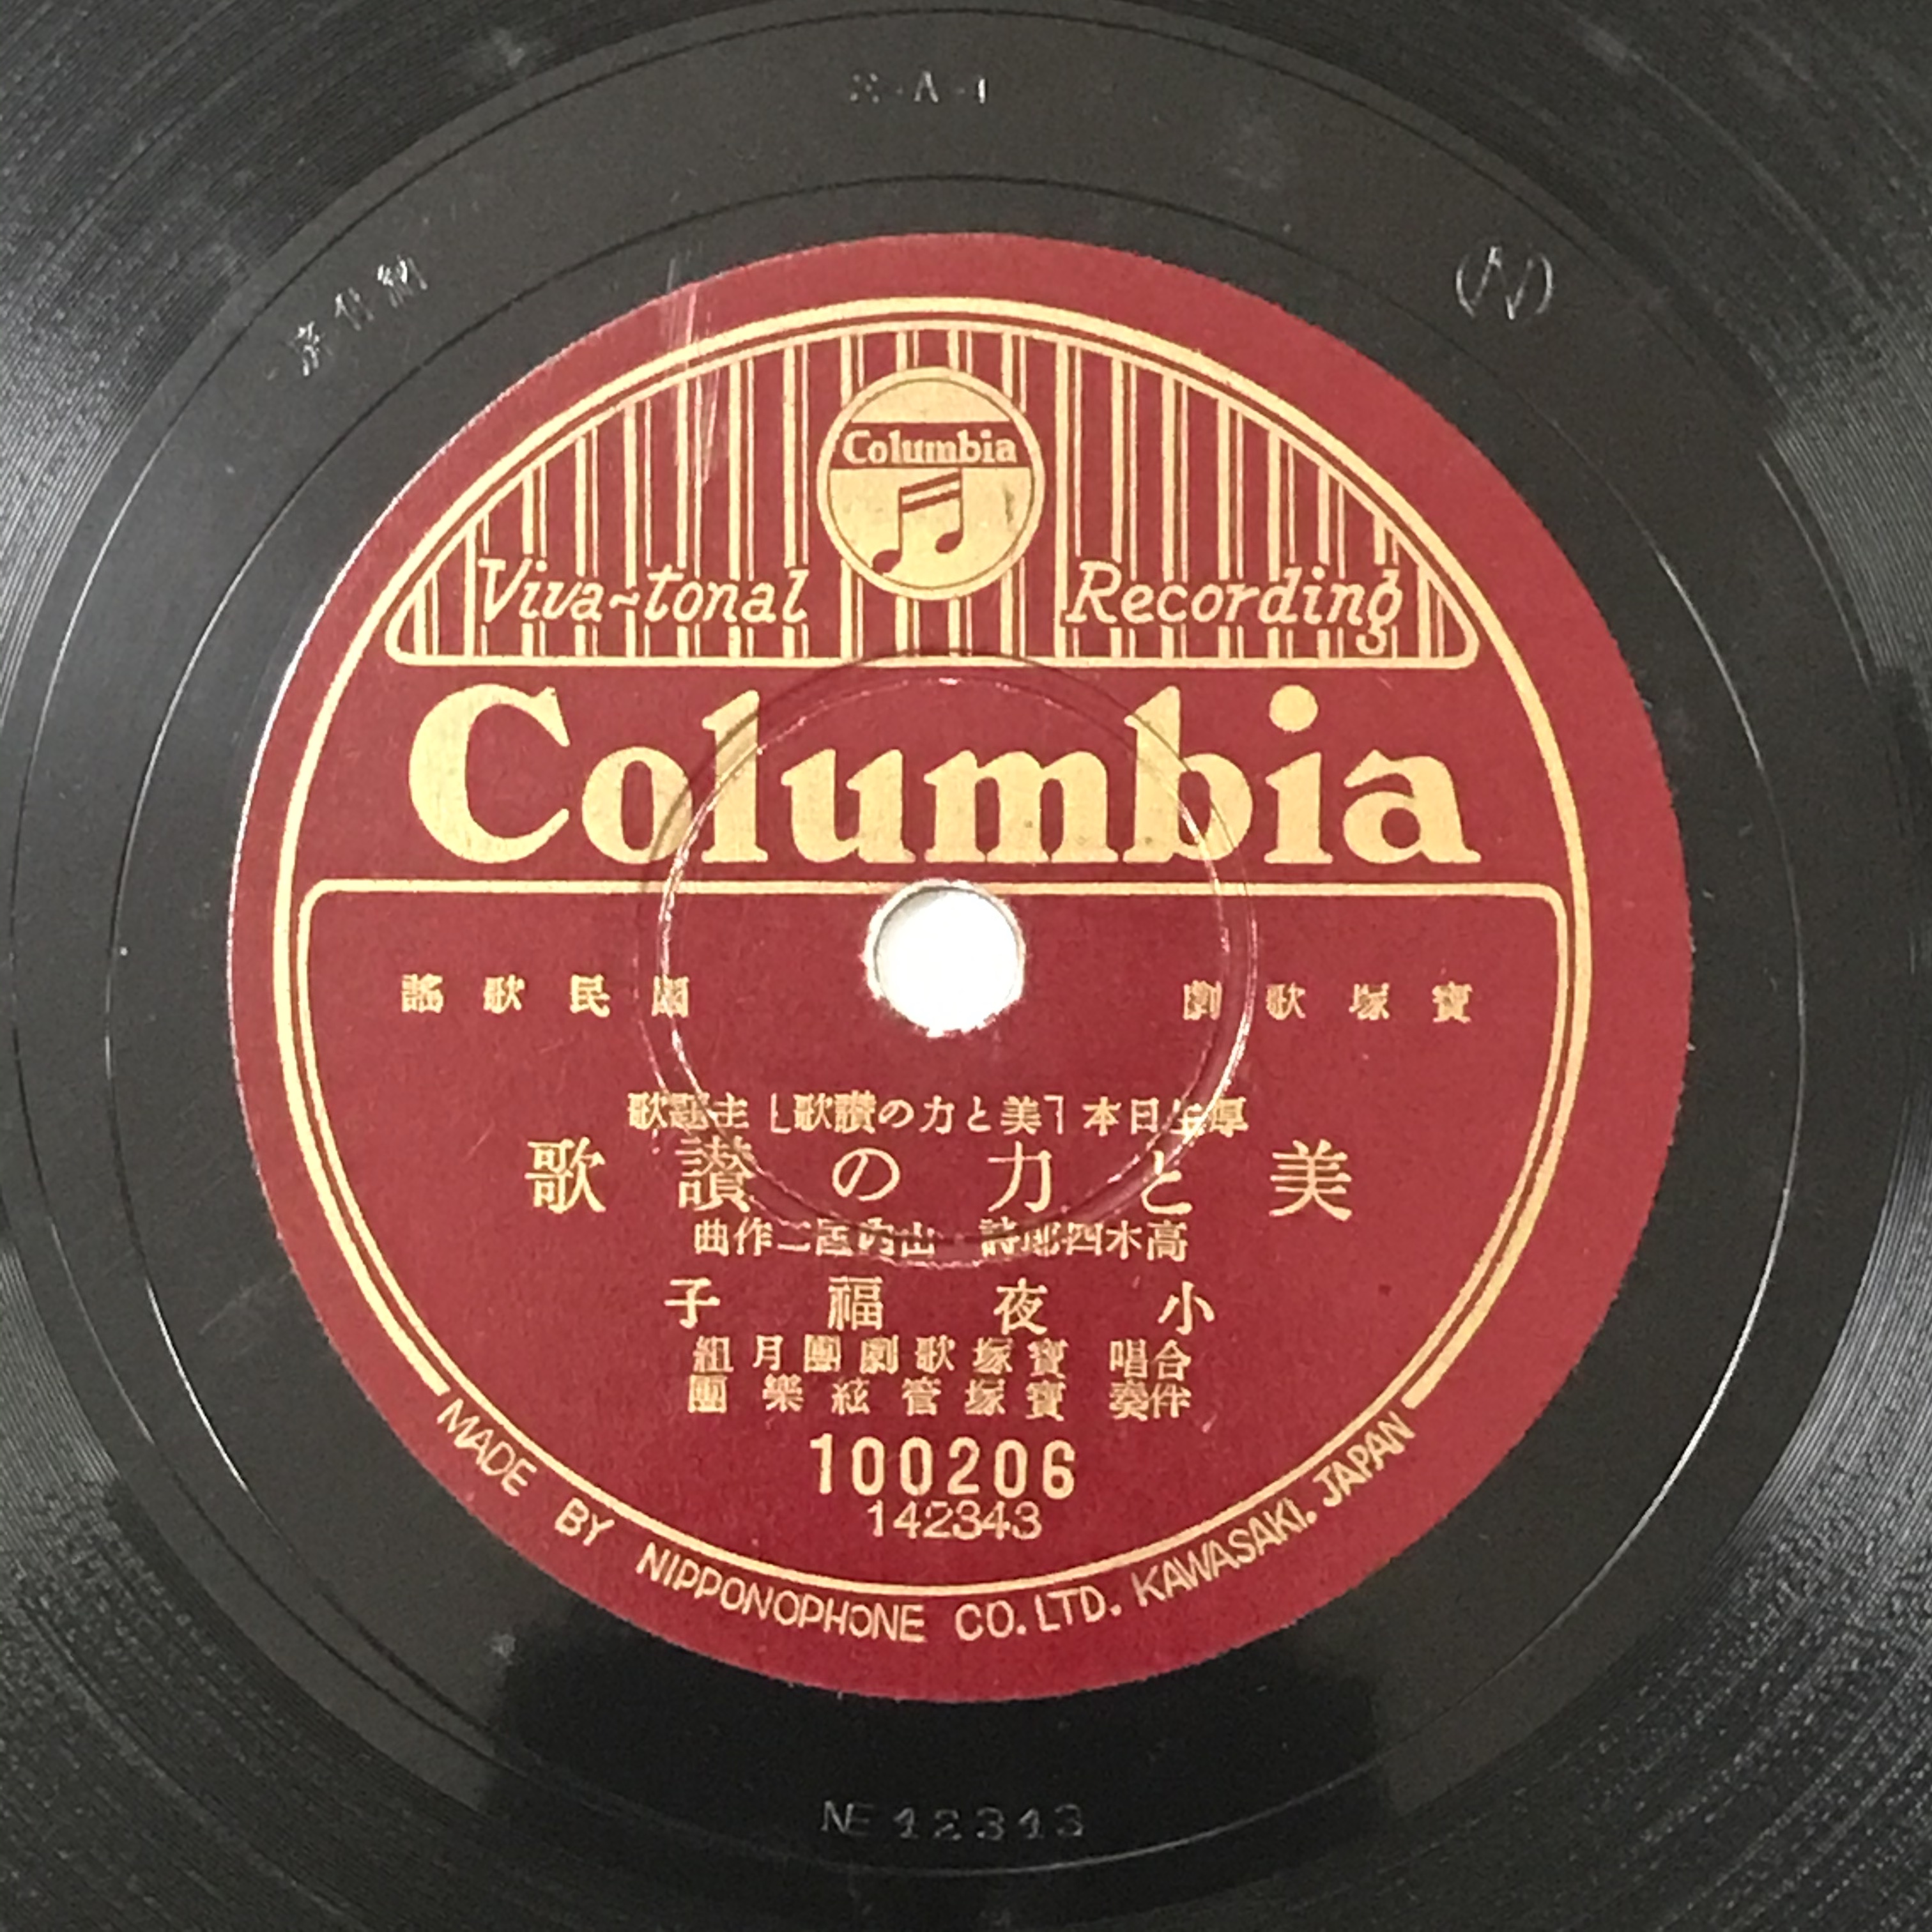 Columbia
Viva-tonal Recording
Columbia
寶塚歌劇 國民歌謠
厚生日本「美と力の讃歌」主題歌
美と力の讃歌
高木四郎詩・山内匡二作曲
小夜福子
合唱 寶塚歌劇團月組
伴奏 寶塚管絃樂團
100206
142343
MADE BY NIPPONOPHONE CO. LTD. KAWASAKI. JAPAN
(N)